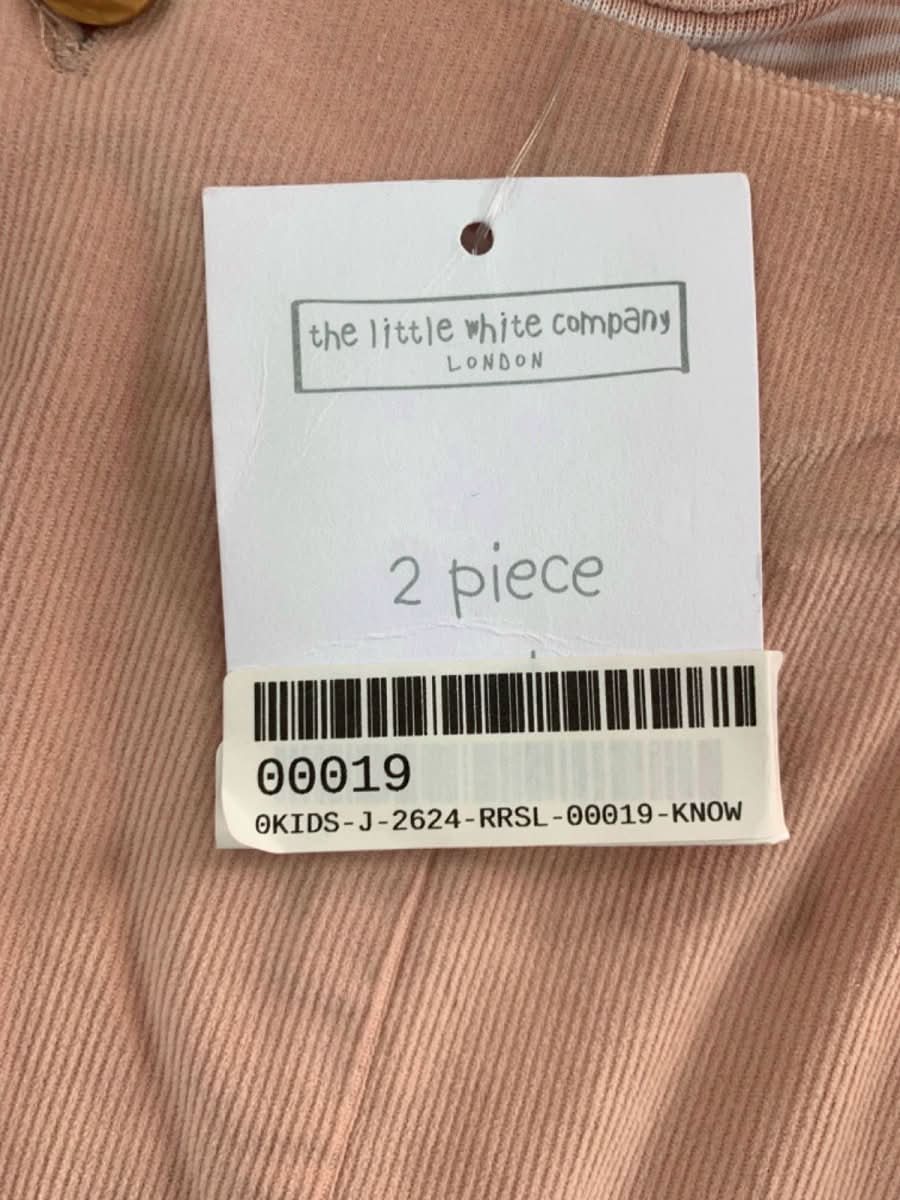 the little white company
LONDON
2 piece
00019
0KIDS-J-2624-RRSL-00019-KNOW